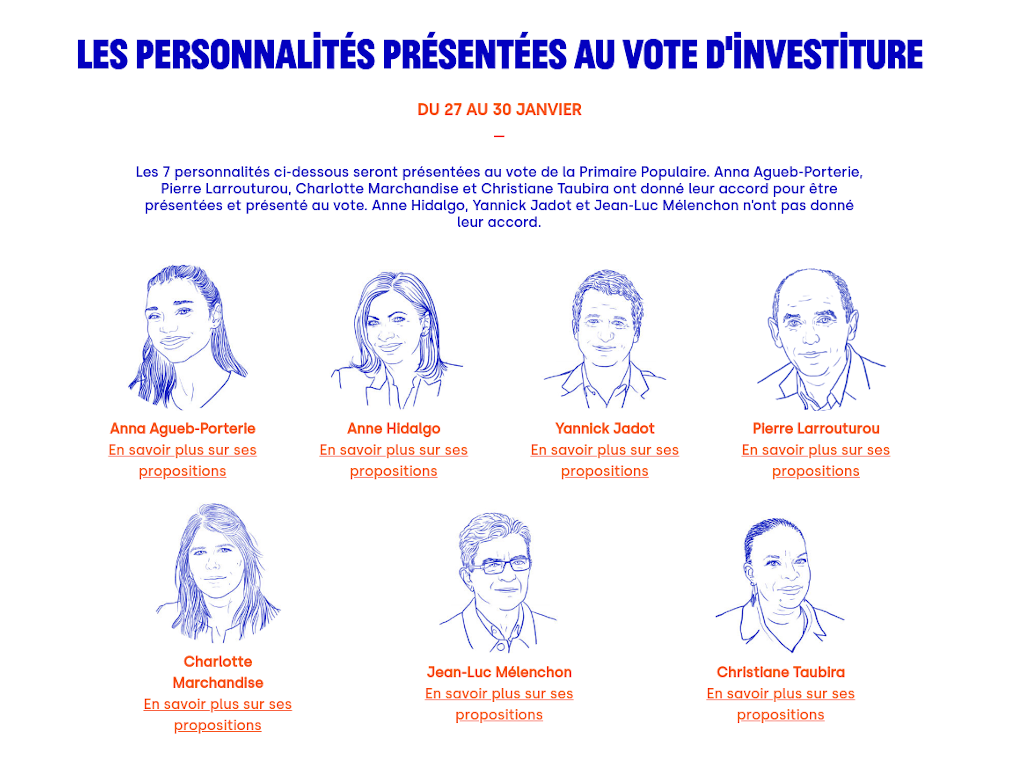 LES PERSONNALİTÉS PRÉSENTÉES AU VOTE D'İNVESTİTURE
DU 27 AU 30 JANVIER
—
Les 7 personnalités ci-dessous seront présentées au vote de la Primaire Populaire. Anna Agueb-Porterie,
Pierre Larrouturou, Charlotte Marchandise et Christiane Taubira ont donné leur accord pour être
présentées et présenté au vote. Anne Hidalgo, Yannick Jadot et Jean-Luc Mélenchon n'ont pas donné
leur accord.
Anna Agueb-Porterie
En savoir plus sur ses
propositions
Anne Hidalgo
En savoir plus sur ses
propositions
Yannick Jadot
En savoir plus sur ses
propositions
Pierre Larrouturou
En savoir plus sur ses
propositions
Charlotte
Marchandise
En savoir plus sur ses
propositions
Jean-Luc Mélenchon
En savoir plus sur ses
propositions
Christiane Taubira
En savoir plus sur ses
propositions